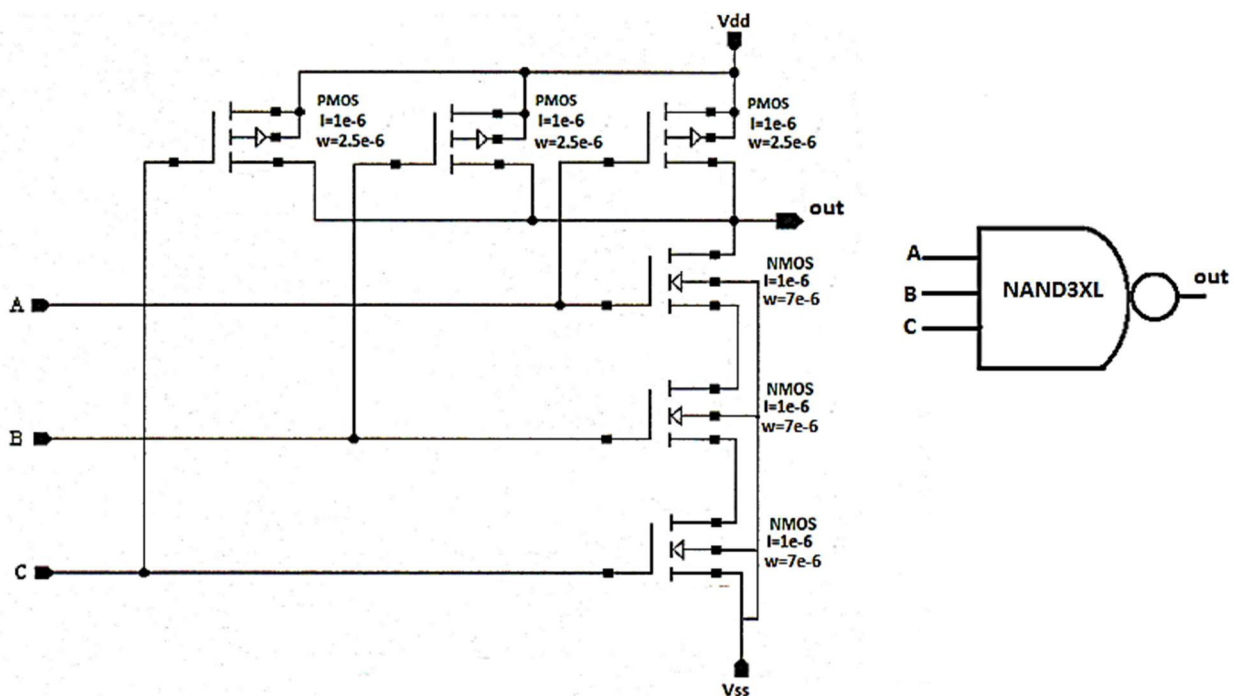 Vdd
PMOS
l=1e-6
w=2.5e-6
PMOS
l=1e-6
w=2.5e-6
PMOS
l=1e-6
w=2.5e-6
out
NMOS
l=1e-6
w=7e-6
A
NMOS
l=1e-6
w=7e-6
B
NMOS
l=1e-6
w=7e-6
C
Vss
A
B
C
NAND3XL
out